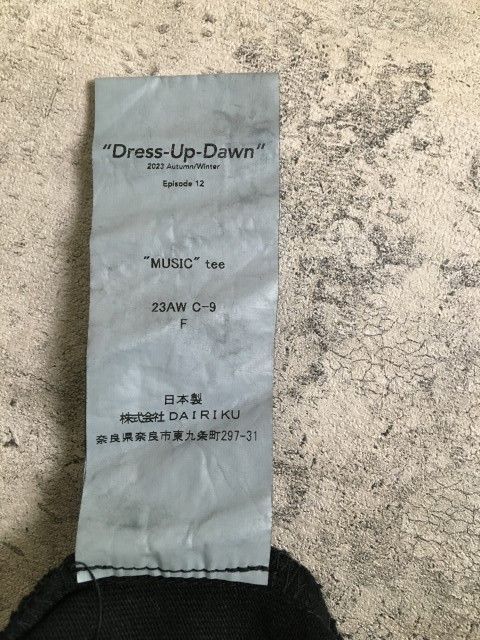 "Dress-Up-Dawn"
2023 Autumn/Winter
Episode 12
"MUSIC" tee
23AW C-9
F
日本製
株式会社 DAIRIKU
奈良県奈良市東九条町297-31